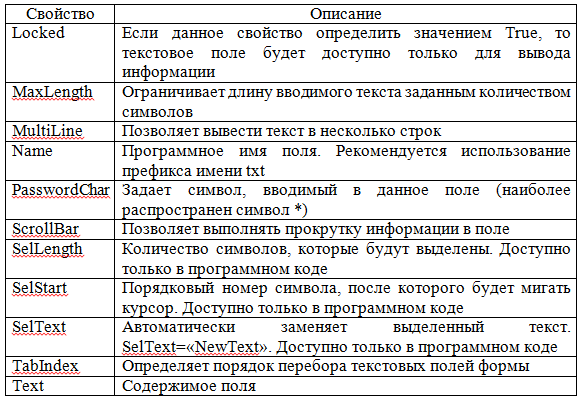 Свойство Описание
Locked Если данное свойство определить значением True, то
текстовое поле будет доступно только для вывода
информации
MaxLength Ограничивает длину вводимого текста заданным количеством
символов
MultiLine Позволяет вывести текст в несколько строк
Name Программное имя поля. Рекомендуется использование
префикса имени txt
PasswordChar Задает символ, вводимый в данное поле (наиболее
распространен символ *)
ScrollBar Позволяет выполнять прокрутку информации в поле
SelLength Количество символов, которые будут выделены. Доступно
только в программном коде
SelStart Порядковый номер символа, после которого будет мигать
курсор. Доступно только в программном коде
SelText Автоматически заменяет выделенный текст.
SelText=«NewText». Доступно только в программном коде
TabIndex Определяет порядок перебора текстовых полей формы
Text Содержимое поля